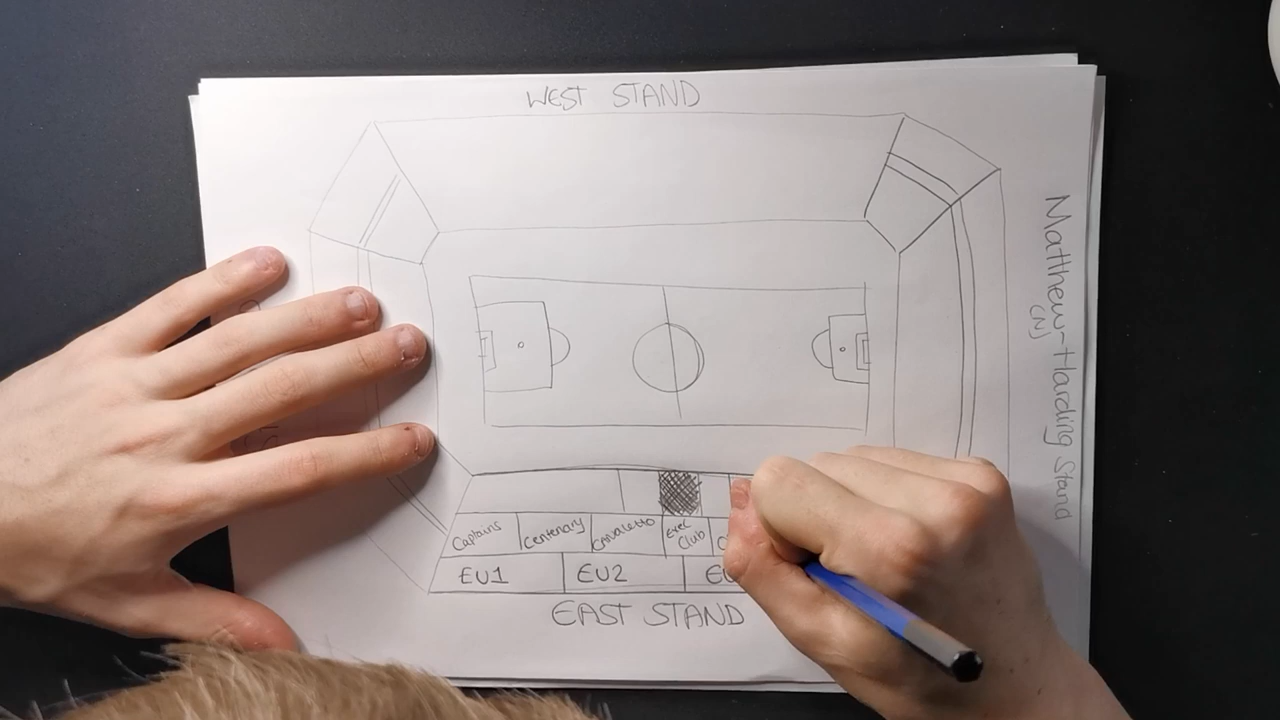 WEST STAND
Matthew-Harding Stand
(N)
Captains Centenary Canaletto Exec Club
EU1 EU2
EAST STAND